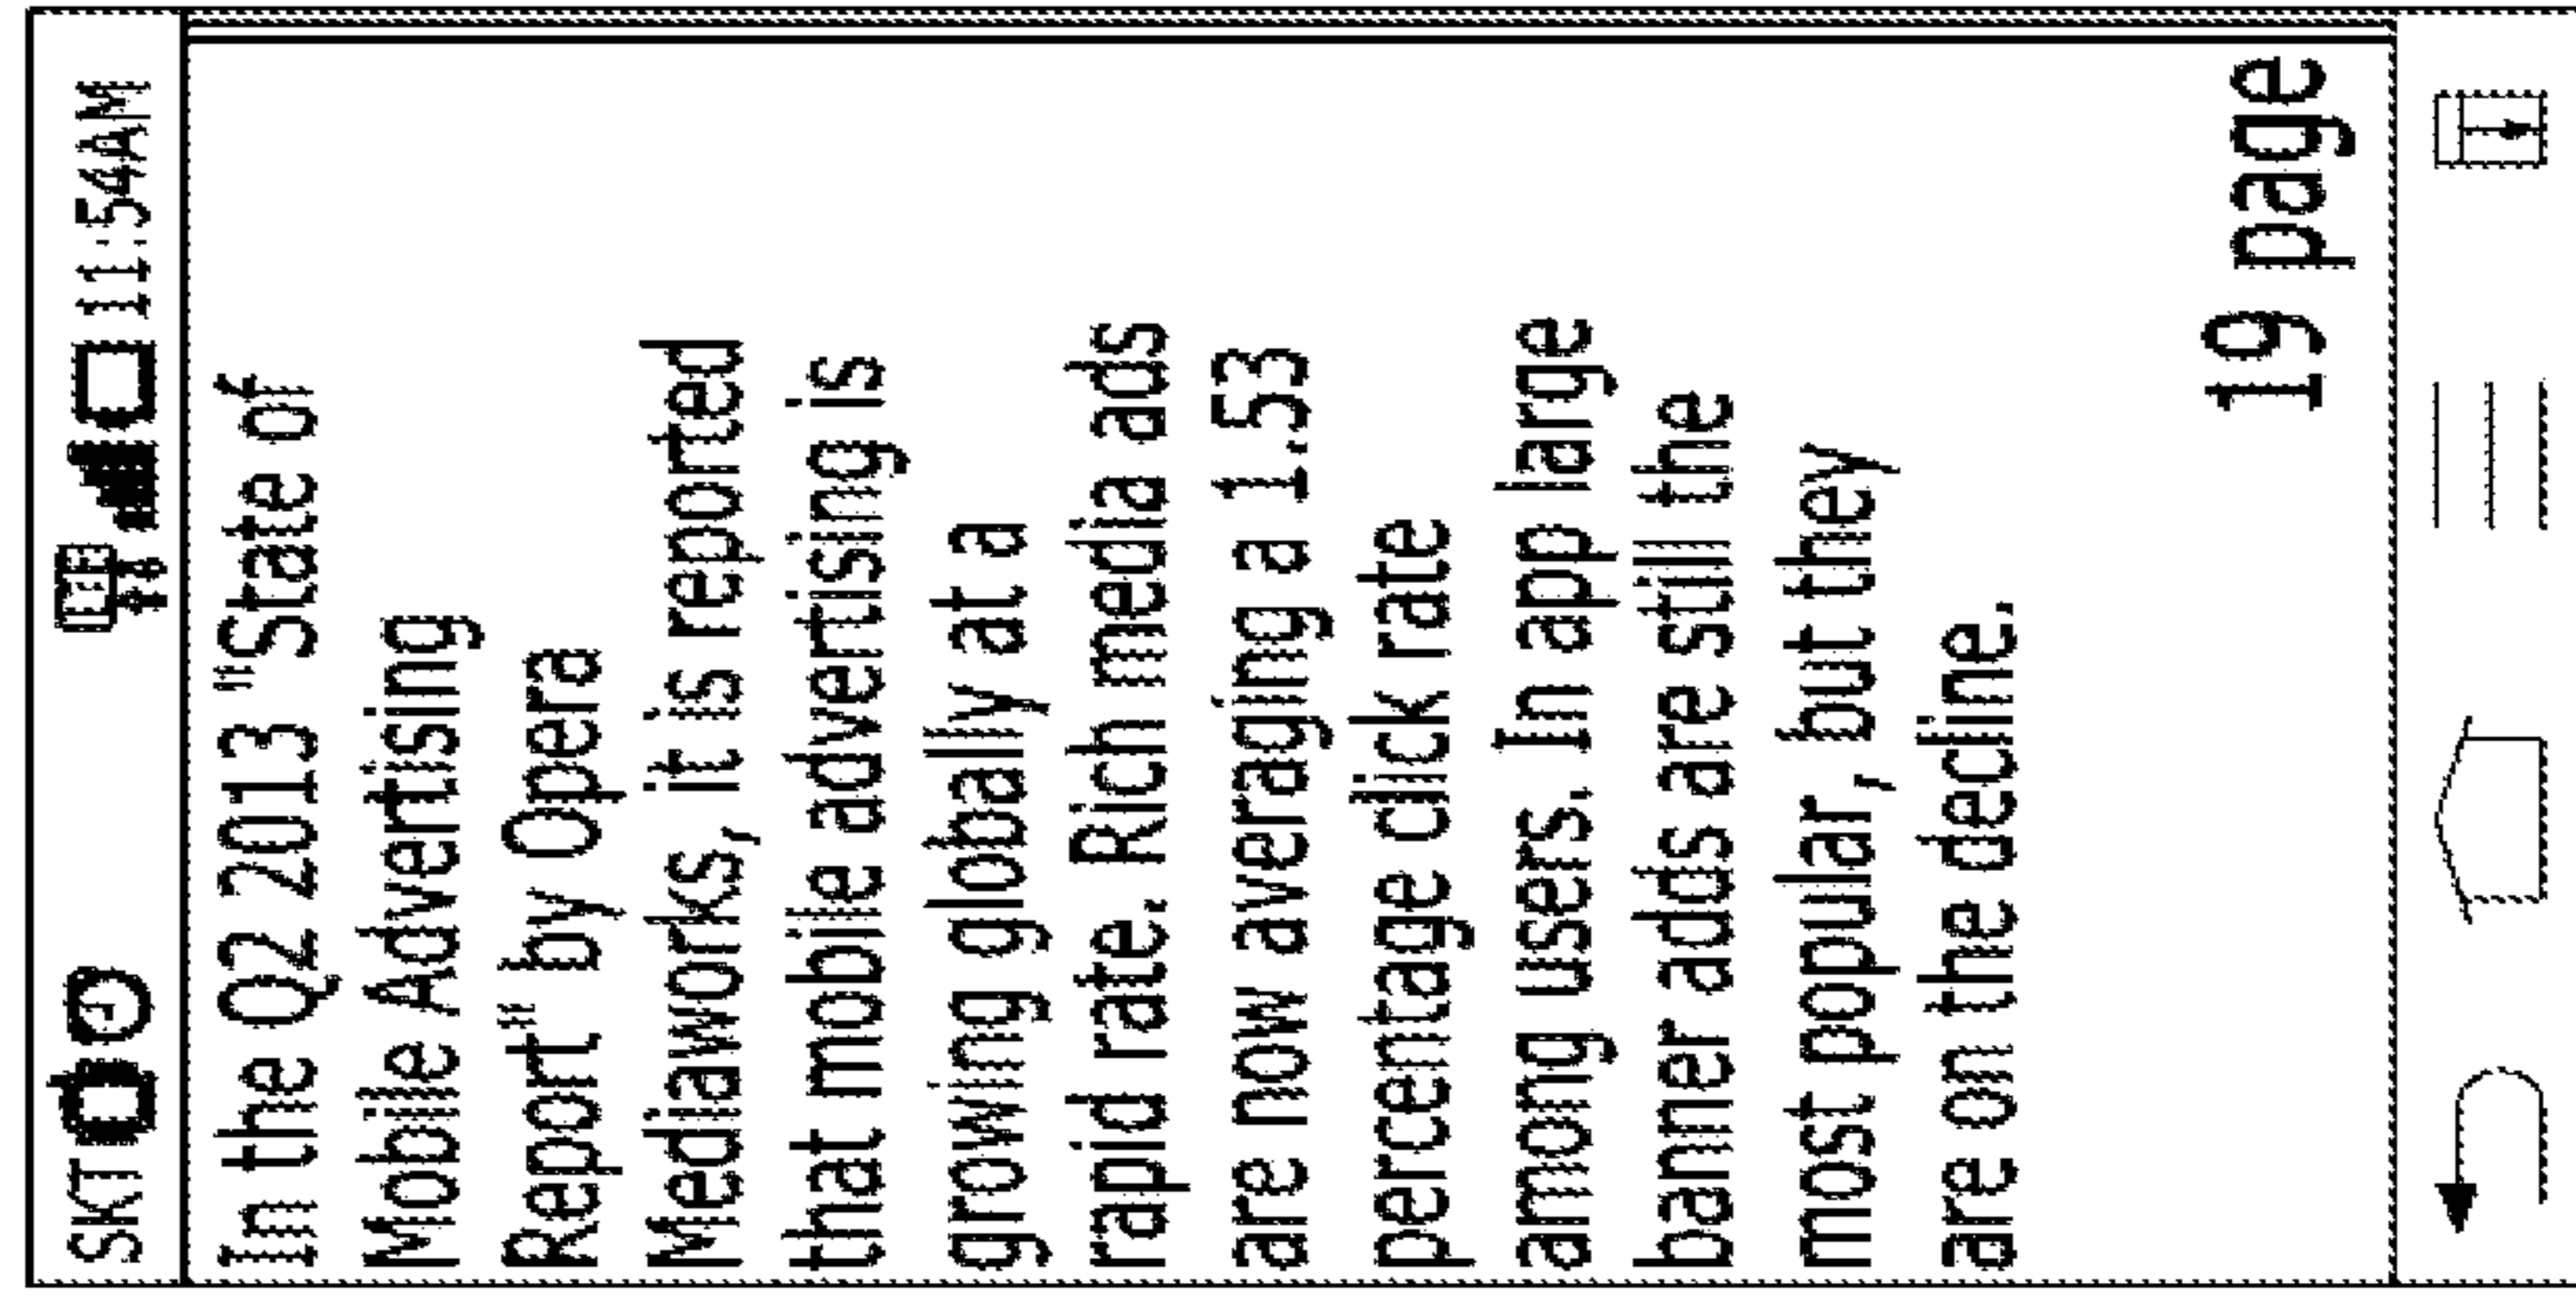 SKT 11:54AM
In the Q2 2013 "State of
Mobile Advertising
Report" by Opera
Mediaworks, it is reported
that mobile advertising is
growing globally at a
rapid rate. Rich media ads
are now averaging a 1.53
percentage click rate
among users. In app large
banner adds are still the
most popular, but they
are on the decline.
19 page